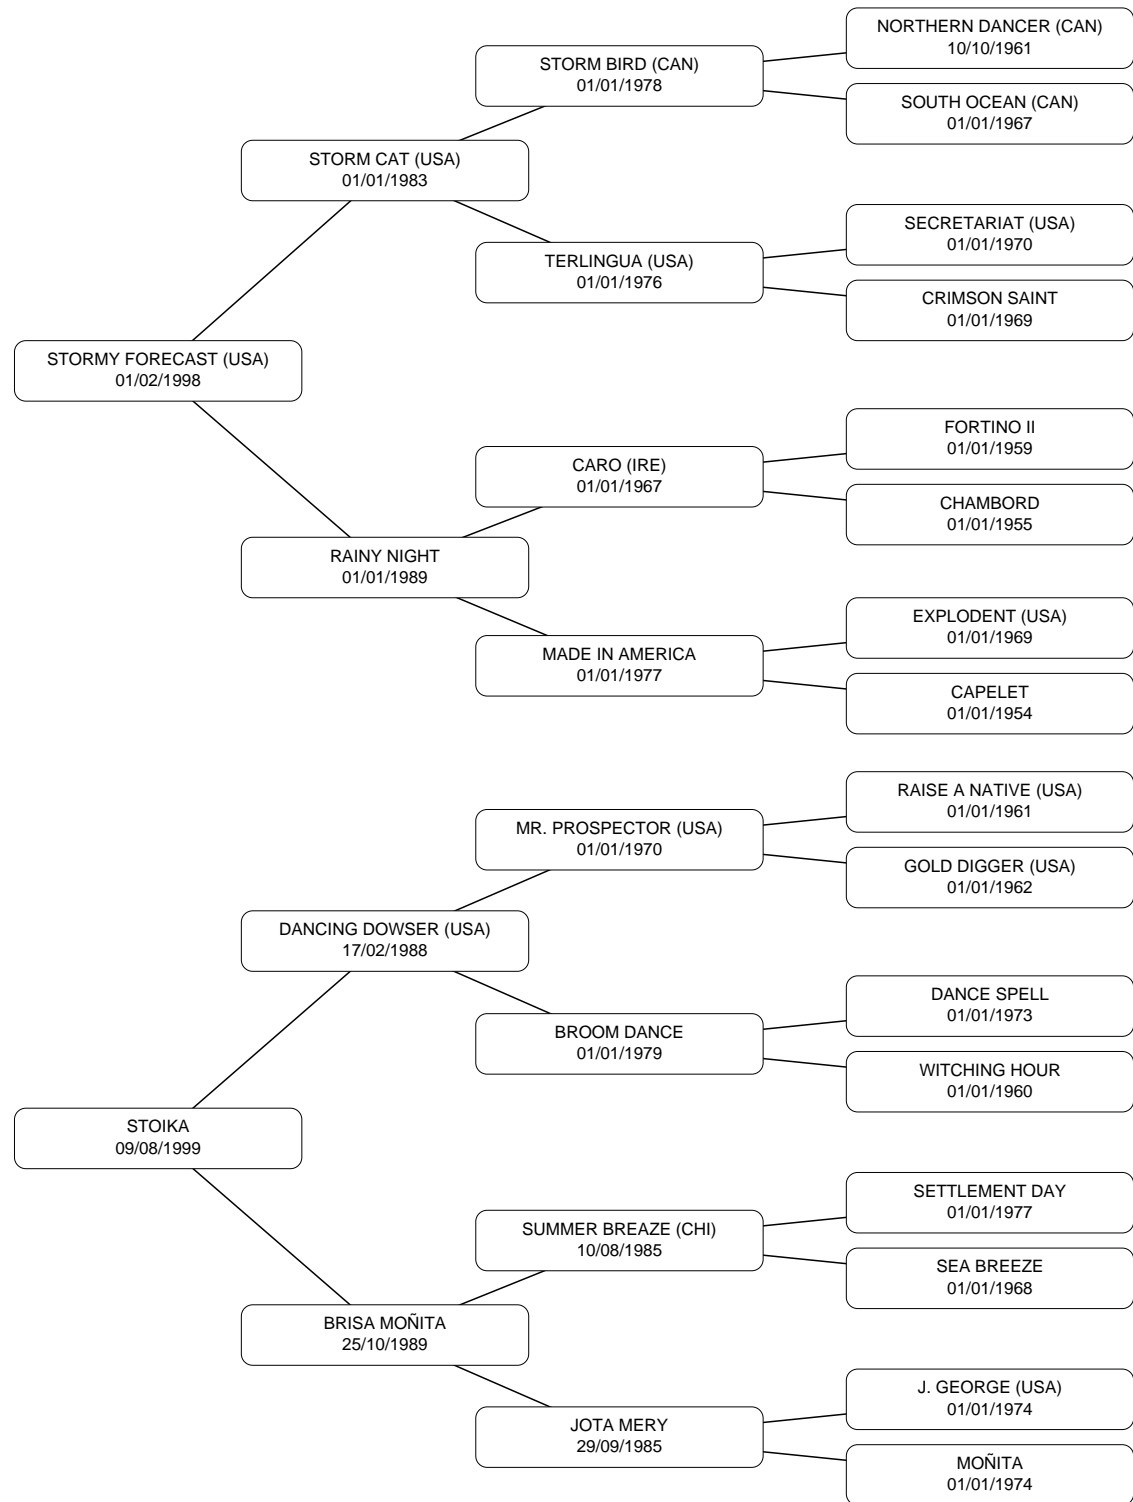 NORTHERN DANCER (CAN)
10/10/1961
STORM BIRD (CAN)
01/01/1978
SOUTH OCEAN (CAN)
01/01/1967
STORM CAT (USA)
01/01/1983
SECRETARIAT (USA)
01/01/1970
TERLINGUA (USA)
01/01/1976
CRIMSON SAINT
01/01/1969
STORMY FORECAST (USA)
01/02/1998
FORTINO II
01/01/1959
CARO (IRE)
01/01/1967
CHAMBORD
01/01/1955
RAINY NIGHT
01/01/1989
EXPLODENT (USA)
01/01/1969
MADE IN AMERICA
01/01/1977
CAPELET
01/01/1954
RAISE A NATIVE (USA)
01/01/1961
MR. PROSPECTOR (USA)
01/01/1970
GOLD DIGGER (USA)
01/01/1962
DANCING DOWSER (USA)
17/02/1988
DANCE SPELL
01/01/1973
BROOM DANCE
01/01/1979
WITCHING HOUR
01/01/1960
STOIKA
09/08/1999
SETTLEMENT DAY
01/01/1977
SUMMER BREAZE (CHI)
10/08/1985
SEA BREEZE
01/01/1968
BRISA MOÑITA
25/10/1989
J. GEORGE (USA)
01/01/1974
JOTA MERY
29/09/1985
MOÑITA
01/01/1974